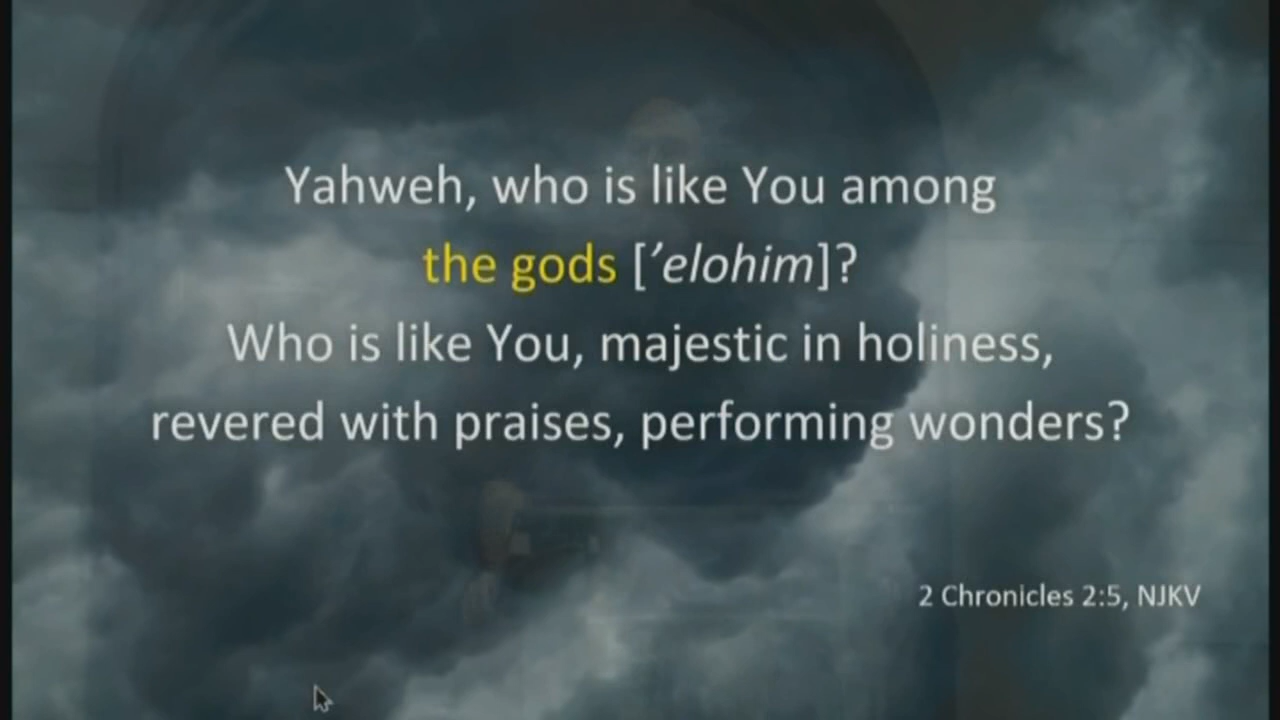 Yahweh, who is like You among
the gods [’elohim]?
Who is like You, majestic in holiness,
revered with praises, performing wonders?
2 Chronicles 2:5, NJKV